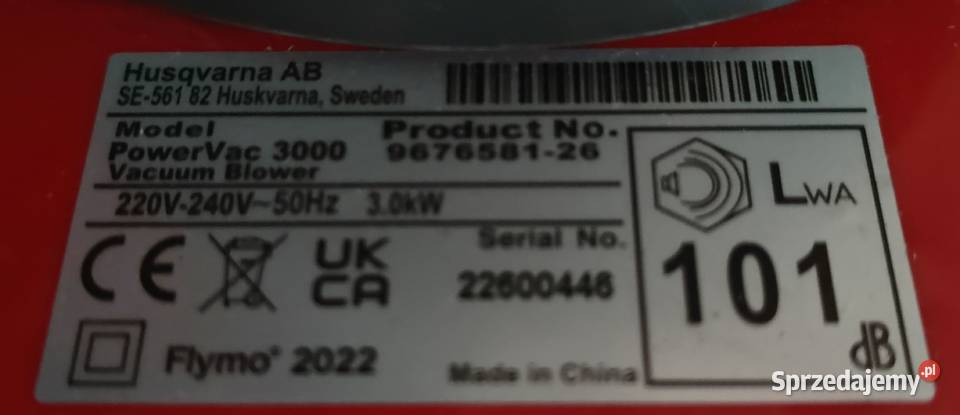 Husqvarna AB
SE-561 82 Huskvarna, Sweden
Model
PowerVac 3000
Vacuum Blower
Product No.
9676581-26
220V-240V~50Hz 3.0kW
CE
UK
CA
Serial No.
22600446
Flymo® 2022
Made in China
LWA
101
dB
Sprzedajemy.pl